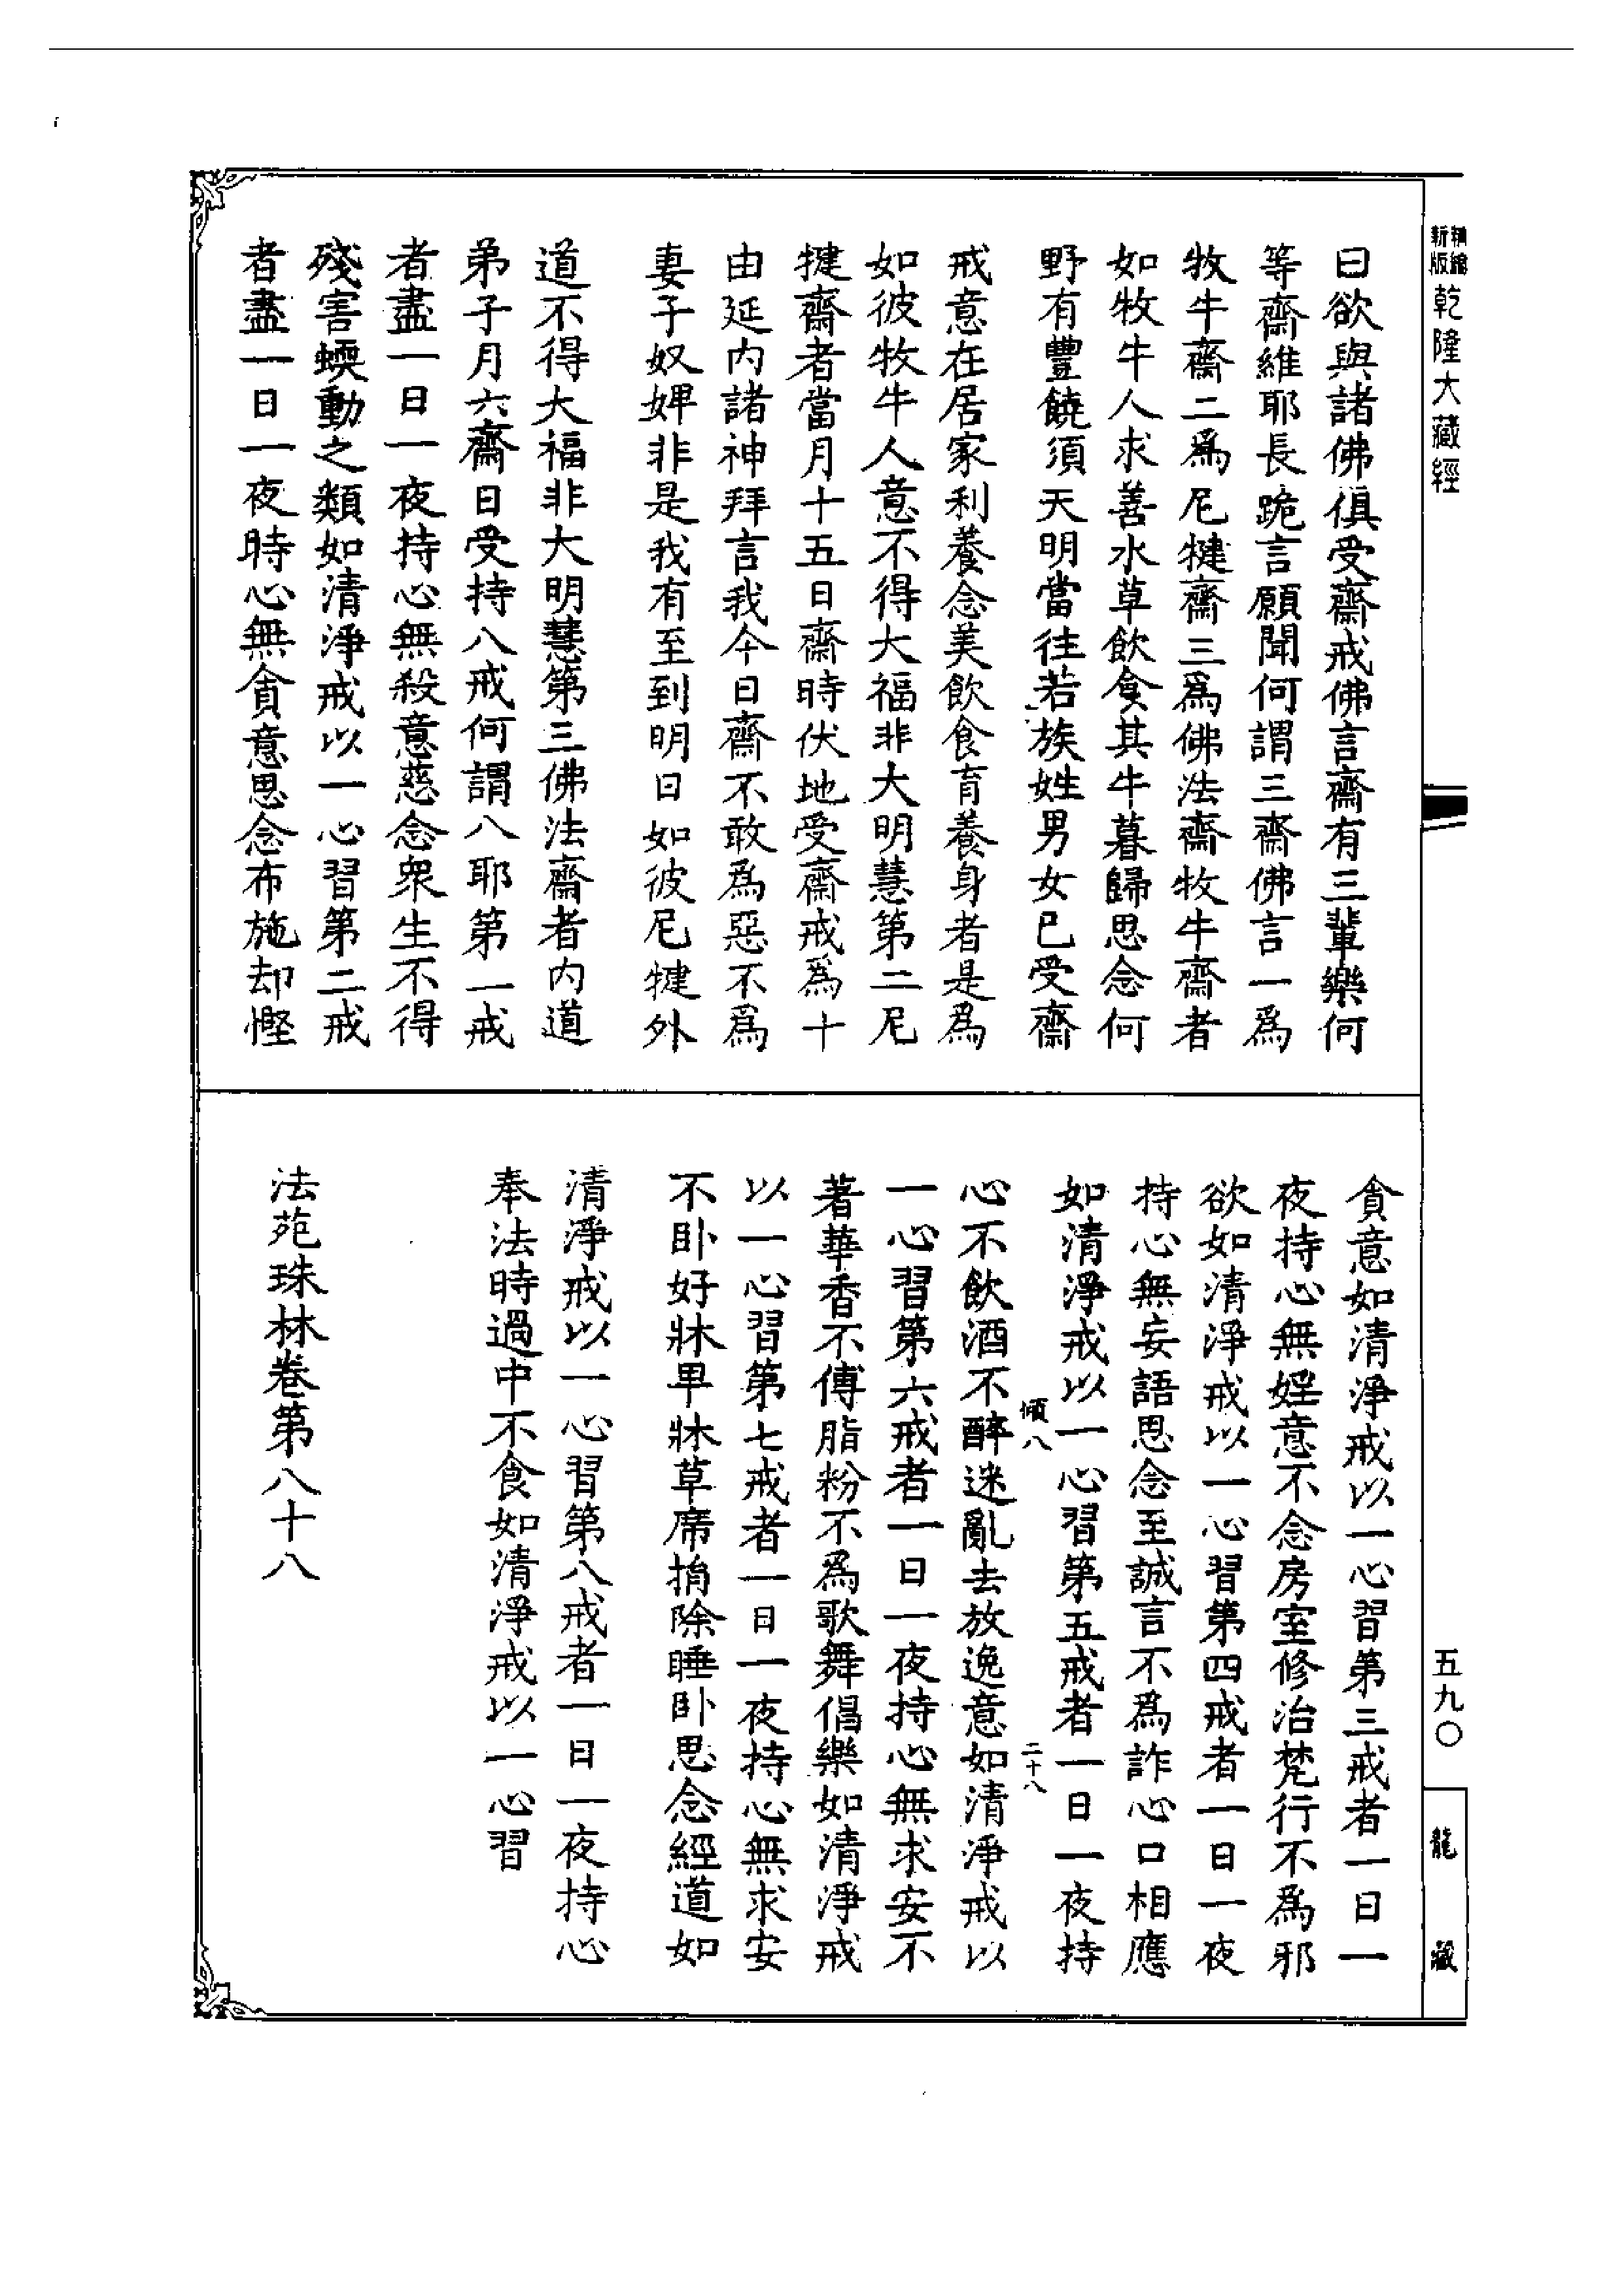 新編縮版 乾隆大藏經
曰欲與諸佛俱受齋戒佛言齋有三輩樂何
等齋維耶長跪言願聞何謂三齋佛言一爲
牧牛齋二爲尼犍齋三爲佛法齋牧牛齋者
如牧牛人求善水草飲食其牛暮歸思念何
野有豐饒須天明當往若族姓男女已受齋
戒意在居家利養念美飲食育養身者是爲
如彼牧牛人意不得大福非大明慧第二尼
犍齋者當月十五日齋時伏地受齋戒爲十
由延内諸神拜言我今日齋不敢爲惡不爲
妻子奴婢非是我有至到明日如彼尼犍外
道不得大福非大明慧第三佛法齋者内道
弟子月六齋日受持八戒何謂八耶第一戒
者盡一日一夜持心無殺意慈念衆生不得
殘害蝡動之類如清淨戒以一心習第二戒
者盡一日一夜時心無貪意思念布施却慳
貪意如清淨戒以一心習第三戒者一日一
夜持心無婬意不念房室修治梵行不爲邪
欲如清淨戒以一心習第四戒者一日一夜
持心無妄語思念至誠言不爲詐心口相應
如清淨戒以一心習第五戒者一日一夜持
傾八 二十八
心不飲酒不醉迷亂去放逸意如清淨戒以
一心習第六戒者一日一夜持心無求安不
著華香不傅脂粉不爲歌舞倡樂如清淨戒
以一心習第七戒者一日一夜持心無求安
不卧好牀早牀草席捐除睡卧思念經道如
清淨戒以一心習第八戒者一日一夜持心
奉法時過中不食如清淨戒以一心習
法苑珠林卷第八十八
五九〇
龍藏